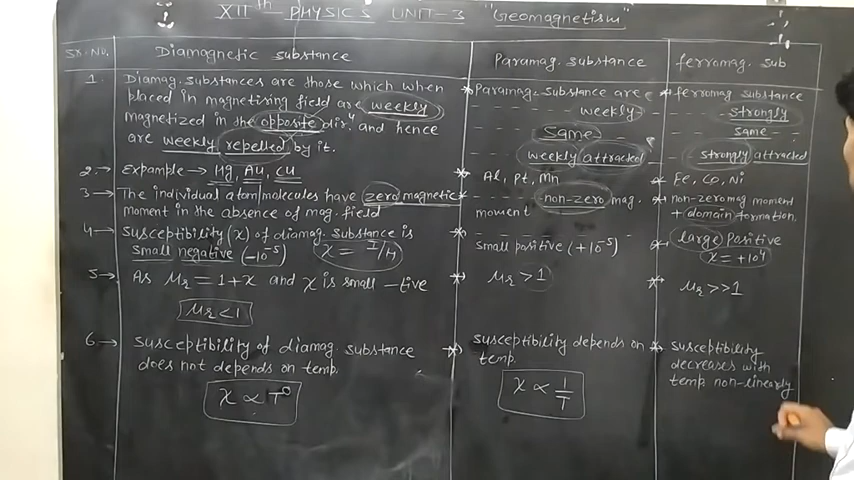 XIIth PHYSICS UNIT-3 "Geomagnetism"
SR.NO.
Diamagnetic substance
Paramag. substance
ferromag. sub
1.
Diamag. substances are those which when
placed in magnetising field are weekly
magnetized in the opposite dirn and hence
are weekly repelled by it.
Paramag. substance are
weekly
Same
weekly attracted
ferromag substance
strongly
same
strongly attracted
2.→
Example → Hg, Au, Cu
Al, Pt, Mn
Fe, Co, Ni
3→
The individual atom/molecules have zero magnetic
moment in the absence of mag. field
non-zero mag.
moment
non-zero mag moment
+ domain formation.
4→
Susceptibility (χ) of diamag. Substance is
small negative (-10⁻⁵)
χ = I/H
small positive (+10⁻⁵)
large positive
χ = +10⁴
5→
As μr = 1+χ and χ is small -tive
μr < 1
μr > 1
μr >> 1
6→
susceptibility of diamag. substance
does not depends on temp.
χ ∝ T⁰
susceptibility depends on
temp.
χ ∝ 1/T
susceptibility
decreases with
temp non-linearly